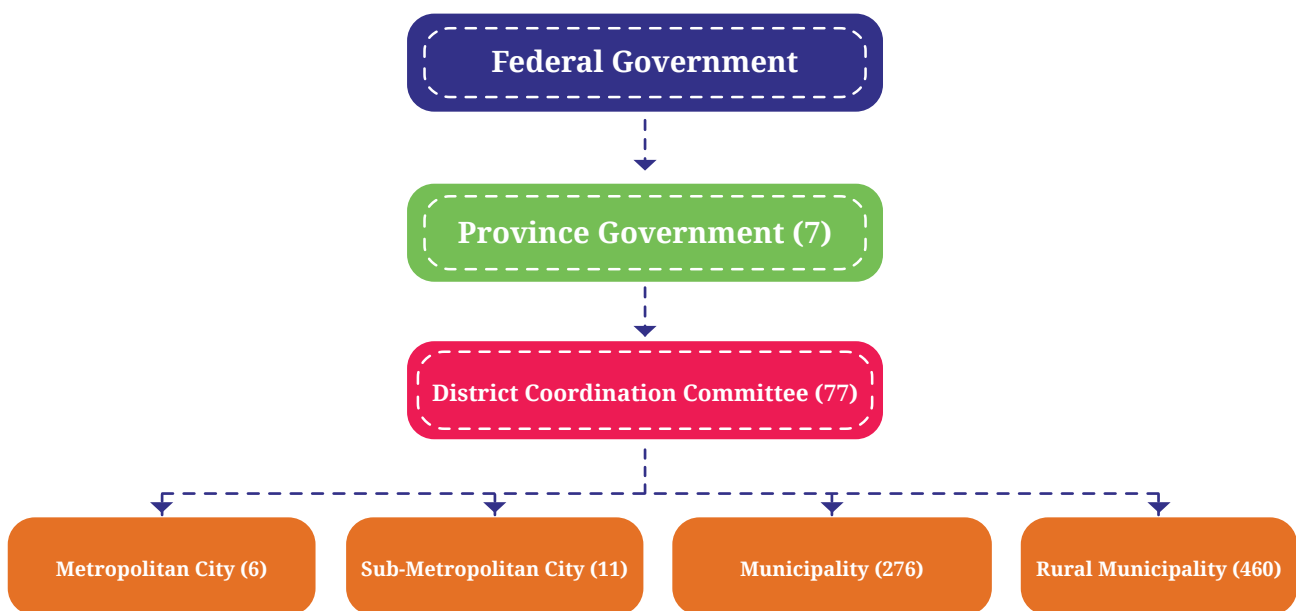 Federal Government
Province Government (7)
District Coordination Committee (77)
Metropolitan City (6)
Sub-Metropolitan City (11)
Municipality (276)
Rural Municipality (460)